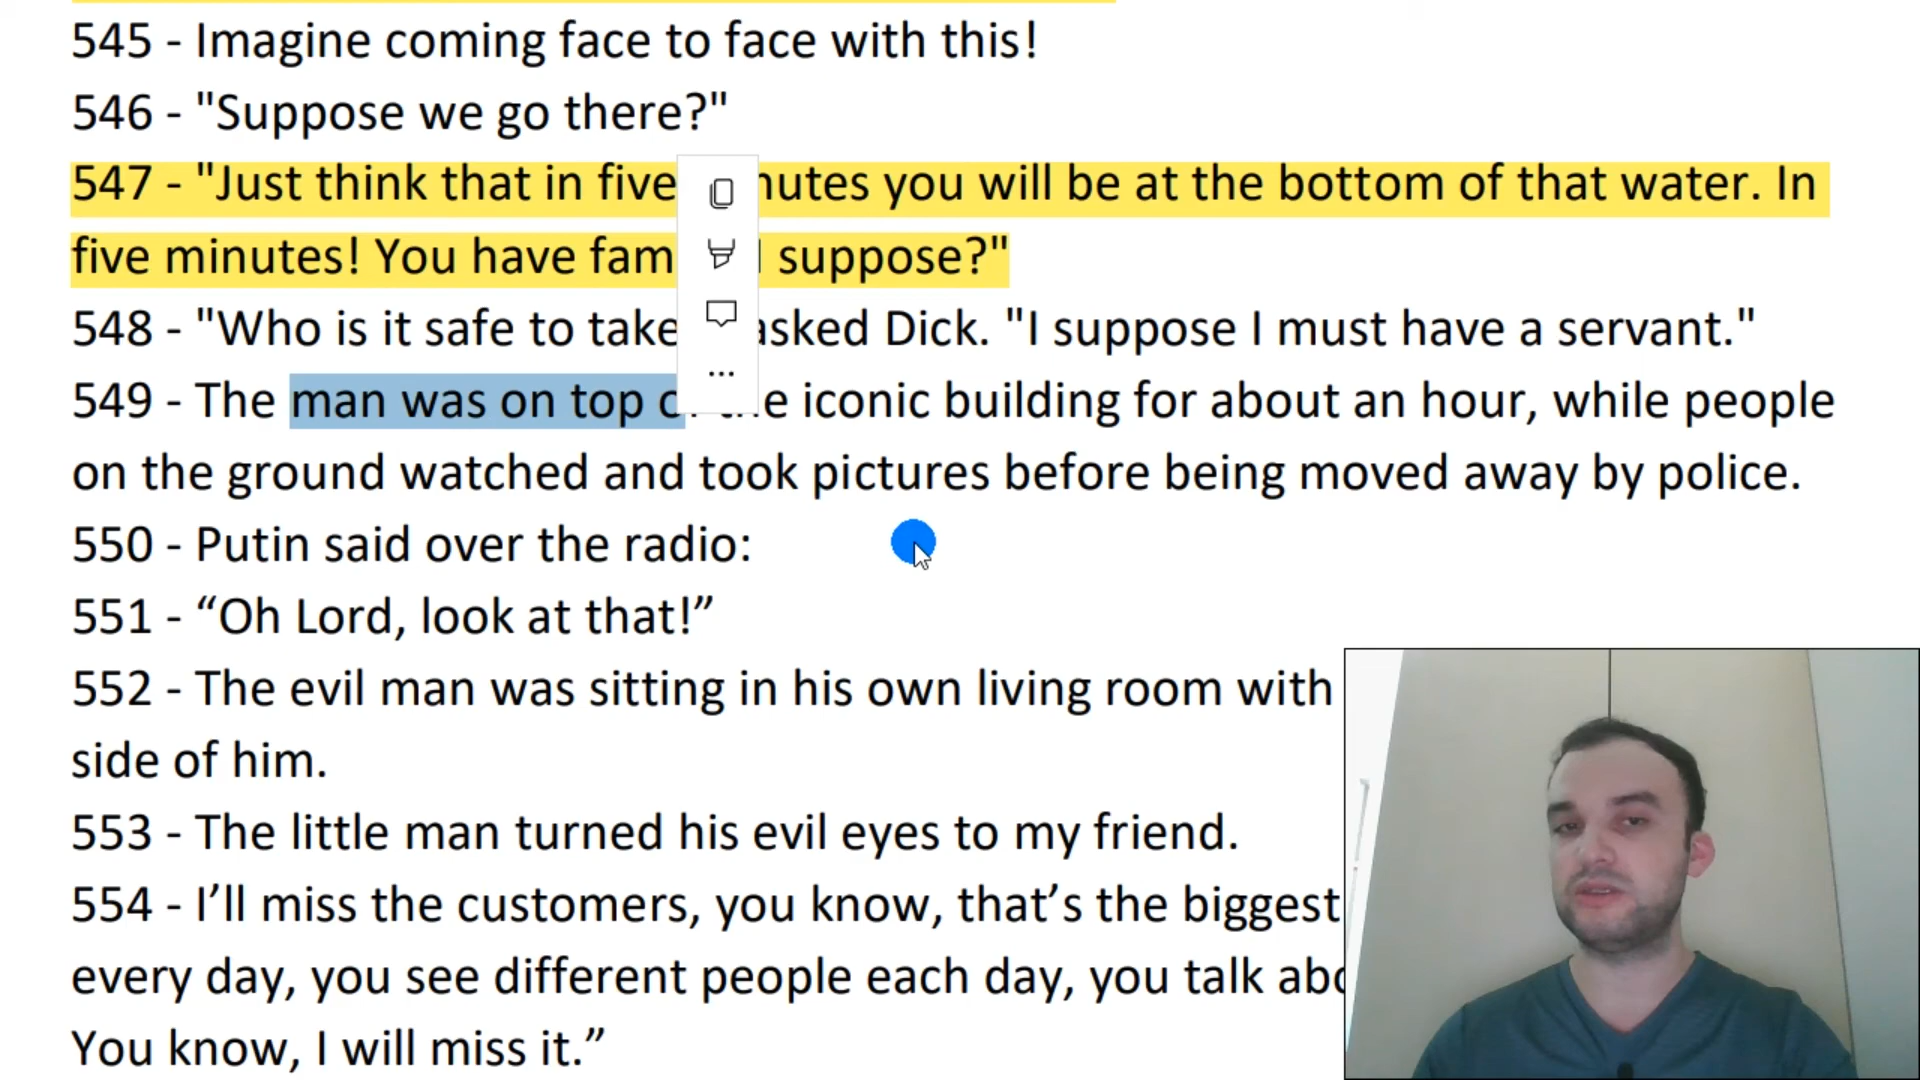 545 - Imagine coming face to face with this!
546 - "Suppose we go there?"
547 - "Just think that in five nutes you will be at the bottom of that water. In
five minutes! You have fam suppose?"
548 - "Who is it safe to take asked Dick. "I suppose I must have a servant."
549 - The man was on top the iconic building for about an hour, while people
on the ground watched and took pictures before being moved away by police.
550 - Putin said over the radio:
551 - “Oh Lord, look at that!”
552 - The evil man was sitting in his own living room with
side of him.
553 - The little man turned his evil eyes to my friend.
554 - I’ll miss the customers, you know, that’s the biggest
every day, you see different people each day, you talk abo
You know, I will miss it.”